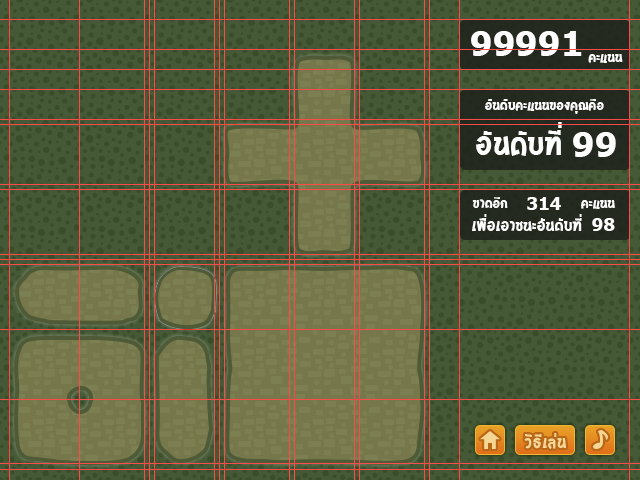 99991 คะแนน
อันดับคะแนนของคุณคือ
อันดับที่ 99
ขาดอีก 314 คะแนน
เพื่อเอาชนะอันดับที่ 98
วิธีเล่น